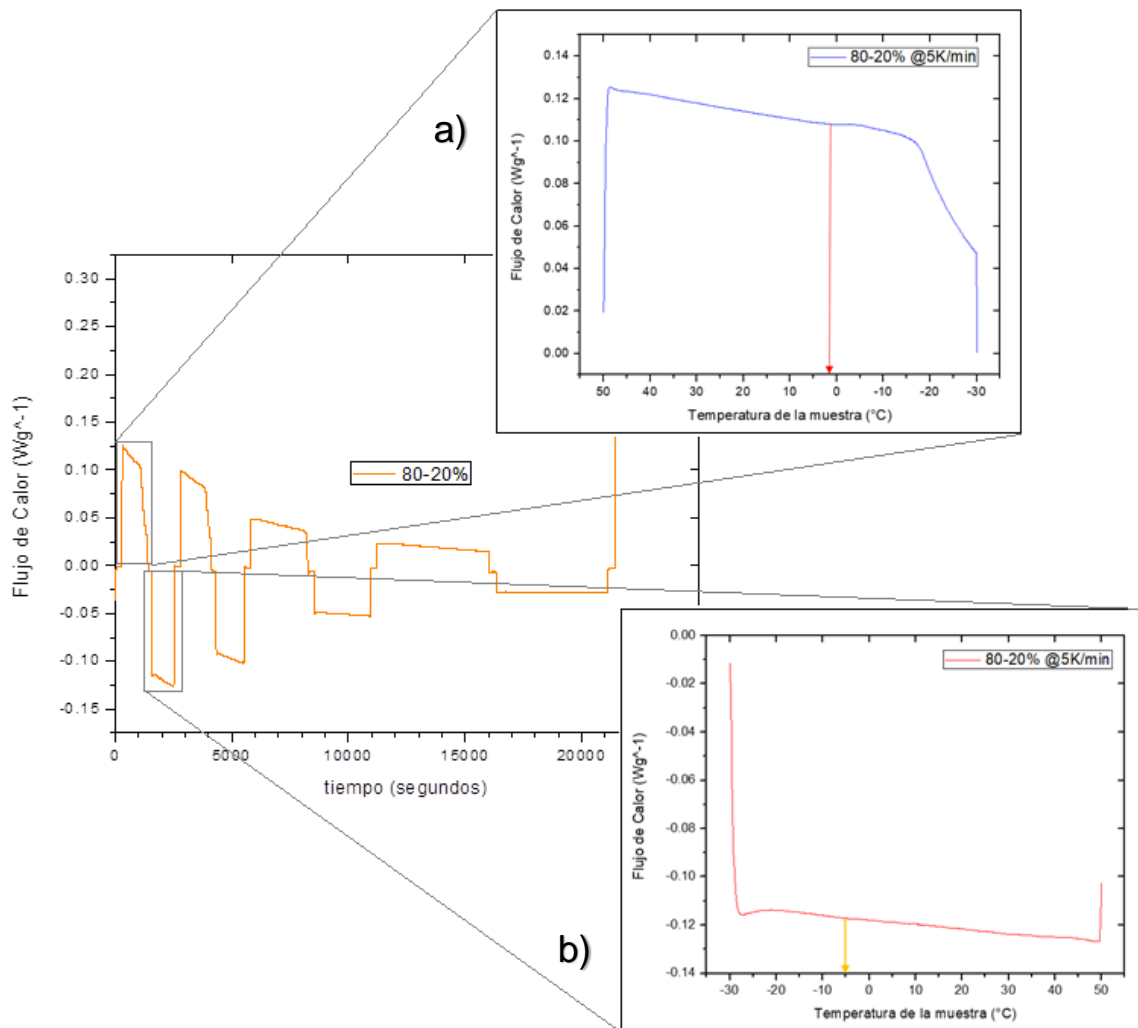 a)
80-20% @5K/min
0.14
0.12
0.10
0.08
0.06
0.04
0.02
0.00
Flujo de Calor (Wg^-1)
50 40 30 20 10 0 -10 -20 -30
Temperatura de la muestra (°C)
0.30
0.25
0.20
0.15
0.10
0.05
0.00
-0.05
-0.10
-0.15
Flujo de Calor (Wg^-1)
80-20%
0 5000 10000 15000 20000
tiempo (segundos)
b)
80-20% @5K/min
0.00
-0.02
-0.04
-0.06
-0.08
-0.10
-0.12
-0.14
Flujo de Calor (Wg^-1)
-30 -20 -10 0 10 20 30 40 50
Temperatura de la muestra (°C)